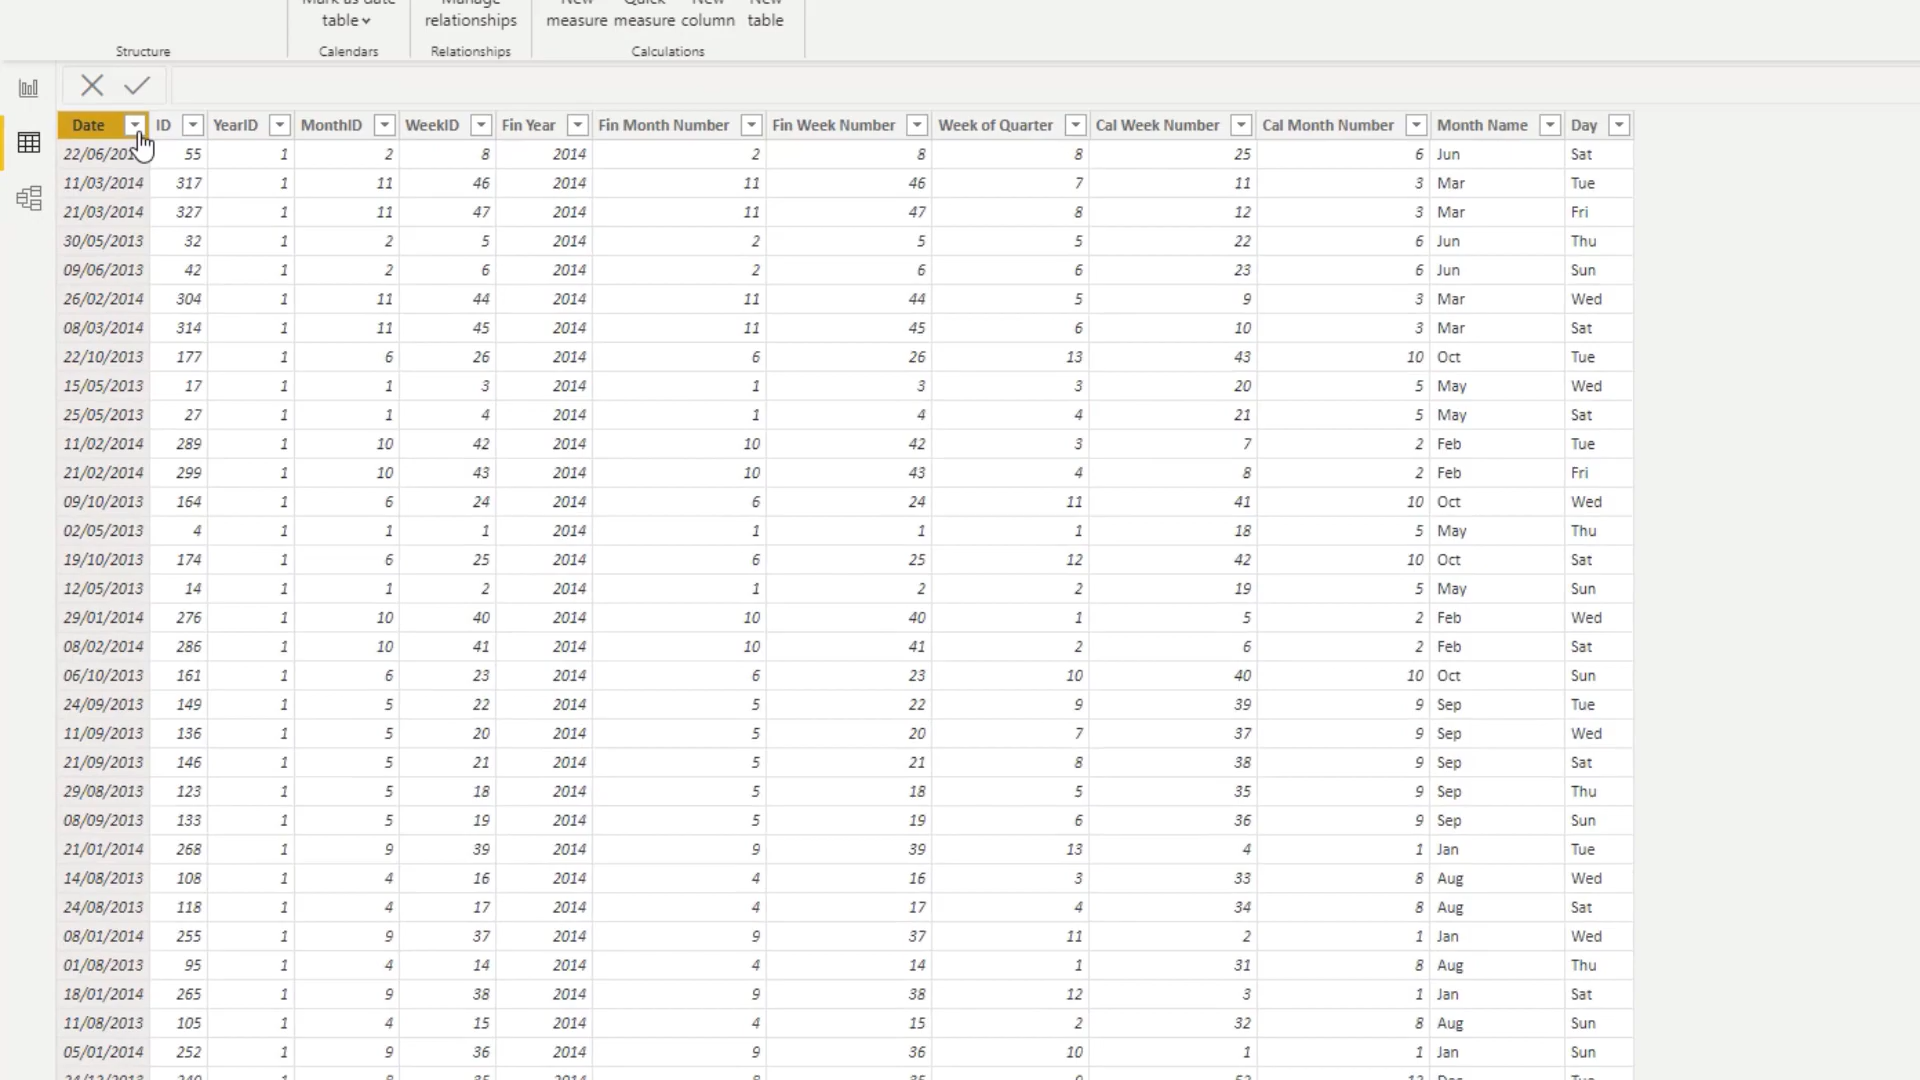 Mark as date Manage New Quick New New
table relationships measure measure column table
Structure Calendars Relationships Calculations
Date ID YearID MonthID WeekID Fin Year Fin Month Number Fin Week Number Week of Quarter Cal Week Number Cal Month Number Month Name Day
22/06/201 55 1 2 8 2014 2 8 8 25 6 Jun Sat
11/03/2014 317 1 11 46 2014 11 46 7 11 3 Mar Tue
21/03/2014 327 1 11 47 2014 11 47 8 12 3 Mar Fri
30/05/2013 32 1 2 5 2014 2 5 5 22 6 Jun Thu
09/06/2013 42 1 2 6 2014 2 6 6 23 6 Jun Sun
26/02/2014 304 1 11 44 2014 11 44 5 9 3 Mar Wed
08/03/2014 314 1 11 45 2014 11 45 6 10 3 Mar Sat
22/10/2013 177 1 6 26 2014 6 26 13 43 10 Oct Tue
15/05/2013 17 1 1 3 2014 1 3 3 20 5 May Wed
25/05/2013 27 1 1 4 2014 1 4 4 21 5 May Sat
11/02/2014 289 1 10 42 2014 10 42 3 7 2 Feb Tue
21/02/2014 299 1 10 43 2014 10 43 4 8 2 Feb Fri
09/10/2013 164 1 6 24 2014 6 24 11 41 10 Oct Wed
02/05/2013 4 1 1 1 2014 1 1 1 18 5 May Thu
19/10/2013 174 1 6 25 2014 6 25 12 42 10 Oct Sat
12/05/2013 14 1 1 2 2014 1 2 2 19 5 May Sun
29/01/2014 276 1 10 40 2014 10 40 1 5 2 Feb Wed
08/02/2014 286 1 10 41 2014 10 41 2 6 2 Feb Sat
06/10/2013 161 1 6 23 2014 6 23 10 40 10 Oct Sun
24/09/2013 149 1 5 22 2014 5 22 9 39 9 Sep Tue
11/09/2013 136 1 5 20 2014 5 20 7 37 9 Sep Wed
21/09/2013 146 1 5 21 2014 5 21 8 38 9 Sep Sat
29/08/2013 123 1 5 18 2014 5 18 5 35 9 Sep Thu
08/09/2013 133 1 5 19 2014 5 19 6 36 9 Sep Sun
21/01/2014 268 1 9 39 2014 9 39 13 4 1 Jan Tue
14/08/2013 108 1 4 16 2014 4 16 3 33 8 Aug Wed
24/08/2013 118 1 4 17 2014 4 17 4 34 8 Aug Sat
08/01/2014 255 1 9 37 2014 9 37 11 2 1 Jan Wed
01/08/2013 95 1 4 14 2014 4 14 1 31 8 Aug Thu
18/01/2014 265 1 9 38 2014 9 38 12 3 1 Jan Sat
11/08/2013 105 1 4 15 2014 4 15 2 32 8 Aug Sun
05/01/2014 252 1 9 36 2014 9 36 10 1 1 Jan Sun